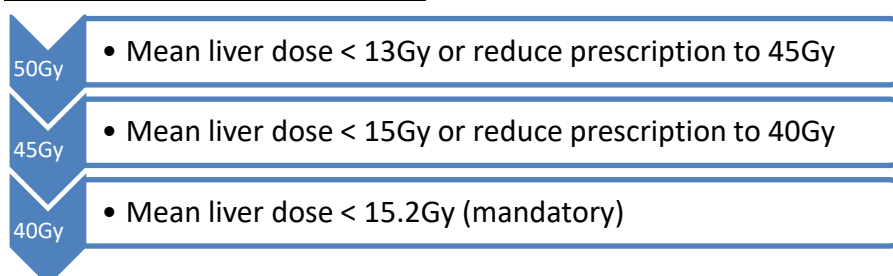 50Gy
• Mean liver dose < 13Gy or reduce prescription to 45Gy
45Gy
• Mean liver dose < 15Gy or reduce prescription to 40Gy
40Gy
• Mean liver dose < 15.2Gy (mandatory)